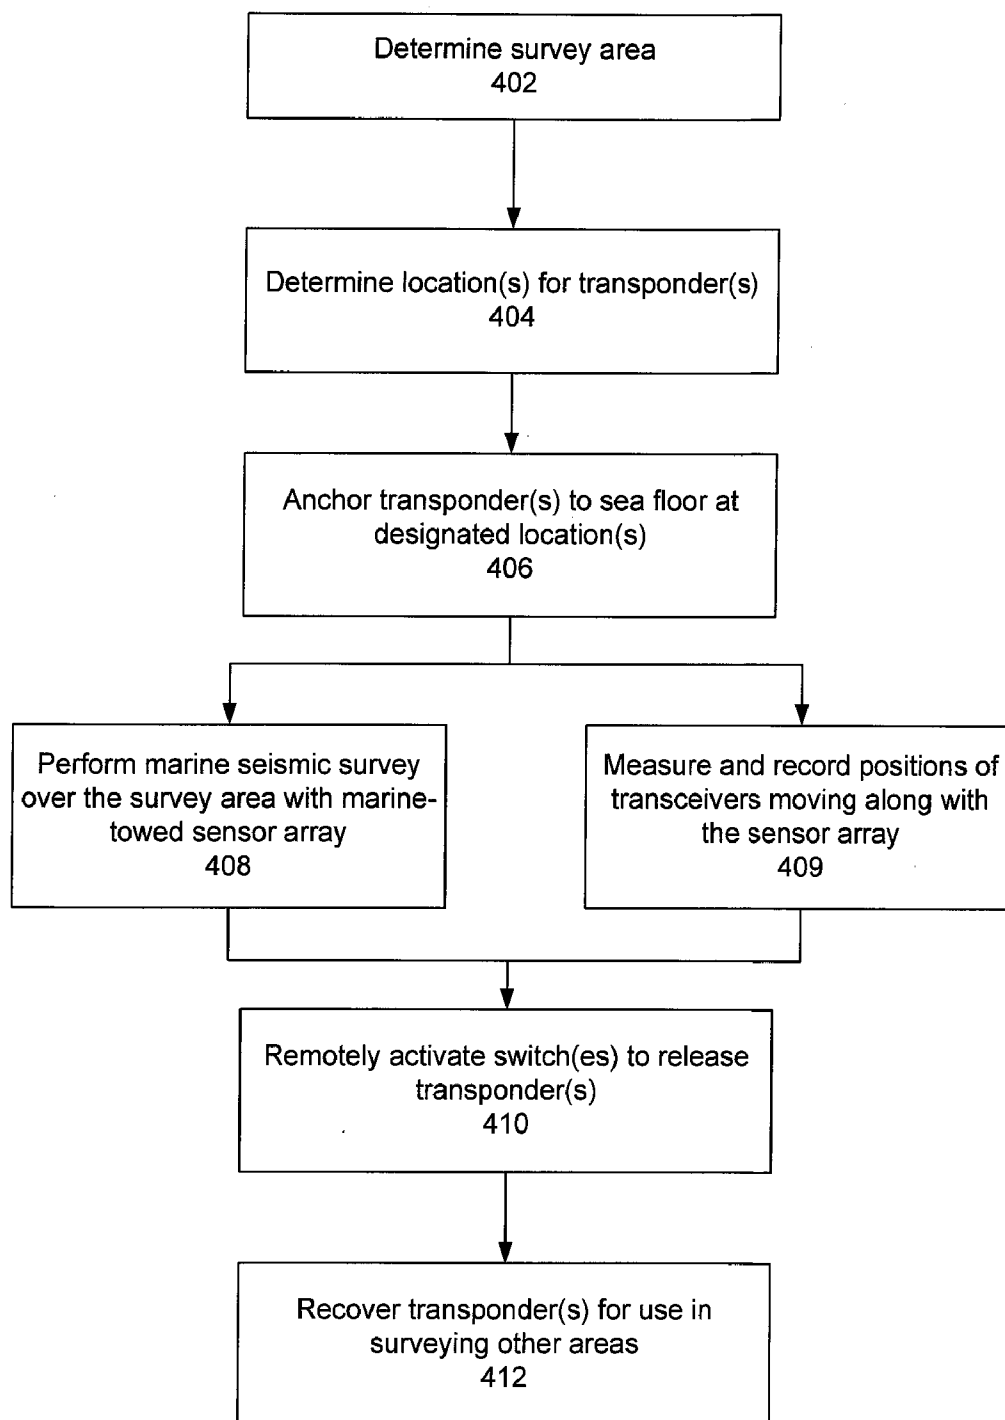 Determine survey area
402
Determine location(s) for transponder(s)
404
Anchor transponder(s) to sea floor at
designated location(s)
406
Perform marine seismic survey
over the survey area with marine-
towed sensor array
408
Measure and record positions of
transceivers moving along with
the sensor array
409
Remotely activate switch(es) to release
transponder(s)
410
Recover transponder(s) for use in
surveying other areas
412